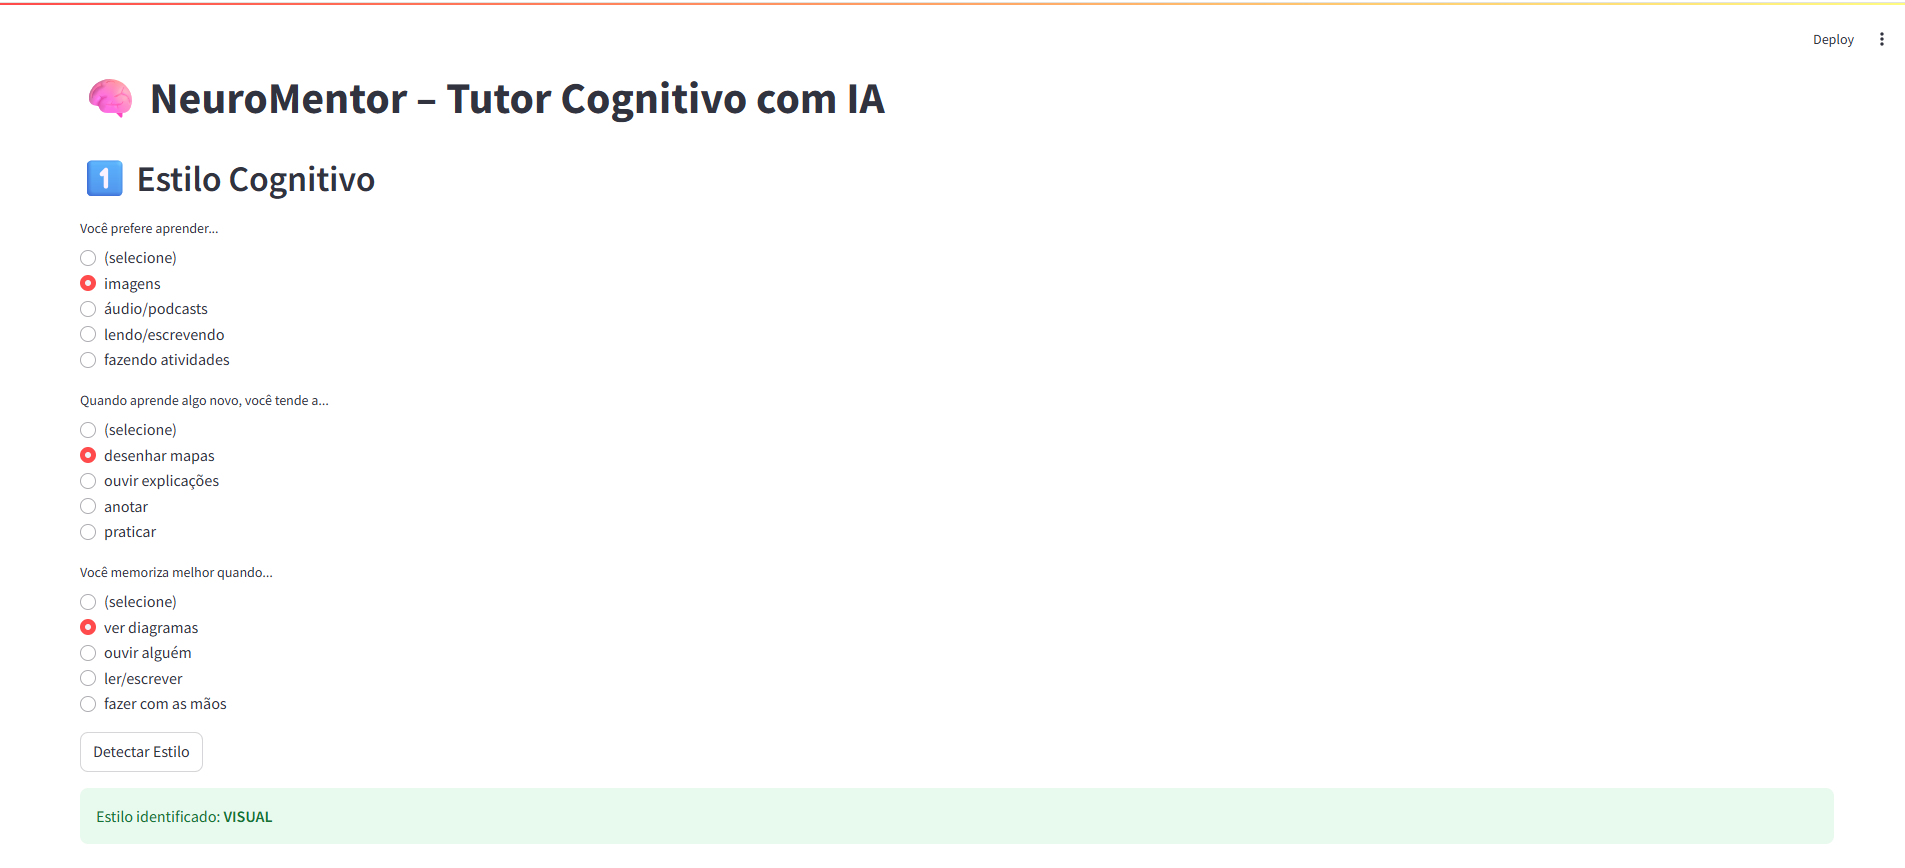 Deploy
NeuroMentor – Tutor Cognitivo com IA
1 Estilo Cognitivo
Você prefere aprender...
(selecione)
imagens
áudio/podcasts
lendo/escrevendo
fazendo atividades
Quando aprende algo novo, você tende a...
(selecione)
desenhar mapas
ouvir explicações
anotar
praticar
Você memoriza melhor quando...
(selecione)
ver diagramas
ouvir alguém
ler/escrever
fazer com as mãos
Detectar Estilo
Estilo identificado: VISUAL